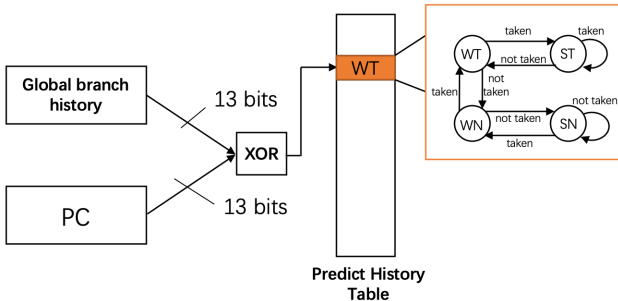 Global branch
history
13 bits
PC
13 bits
XOR
WT
Predict History
Table
taken
taken
WT
ST
not taken
taken
not
taken
not taken
not taken
WN
SN
taken